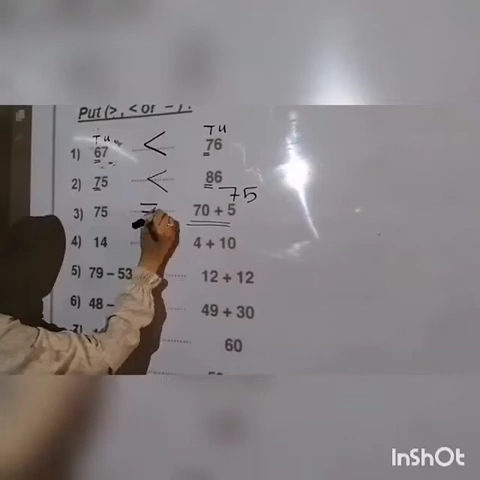 Put (>, < or = ) :
T U T U
1) 67 < 76
2) 75 < 86
75
3) 75 = 70 + 5
4) 14 4 + 10
5) 79 – 53 ........ 12 + 12
6) 48 – ........ 49 + 30
7) ........ 60
InShOt